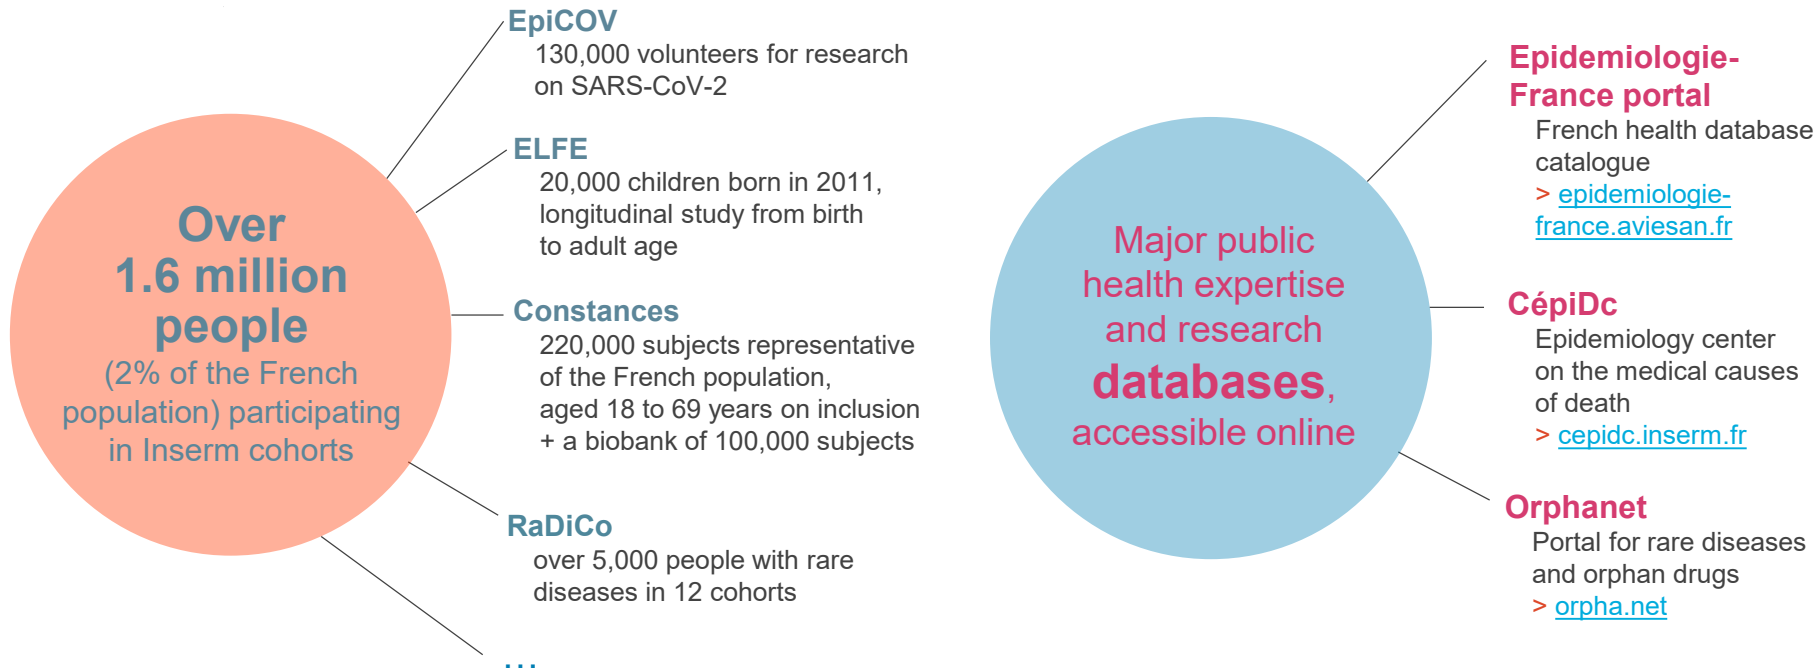 Over
1.6 million
people
(2% of the French
population) participating
in Inserm cohorts
EpiCOV
130,000 volunteers for research
on SARS-CoV-2
ELFE
20,000 children born in 2011,
longitudinal study from birth
to adult age
Constances
220,000 subjects representative
of the French population,
aged 18 to 69 years on inclusion
+ a biobank of 100,000 subjects
RaDiCo
over 5,000 people with rare
diseases in 12 cohorts
...
Major public
health expertise
and research
databases,
accessible online
Epidemiologie-
France portal
French health database
catalogue
> epidemiologie-
france.aviesan.fr
CépiDc
Epidemiology center
on the medical causes
of death
> cepidc.inserm.fr
Orphanet
Portal for rare diseases
and orphan drugs
> orpha.net